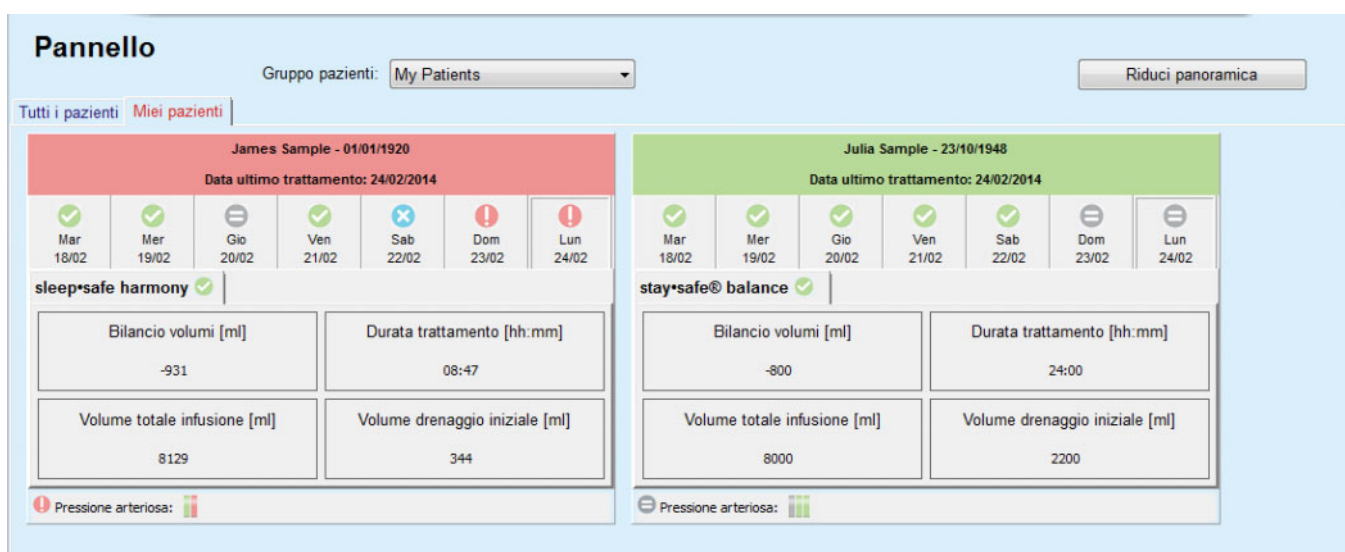 Pannello
Gruppo pazienti: My Patients
Riduci panoramica
Tutti i pazienti Miei pazienti
James Sample - 01/01/1920
Data ultimo trattamento: 24/02/2014
Mar Mer Gio Ven Sab Dom Lun
18/02 19/02 20/02 21/02 22/02 23/02 24/02
sleep•safe harmony
Bilancio volumi [ml] Durata trattamento [hh:mm]
-931 08:47
Volume totale infusione [ml] Volume drenaggio iniziale [ml]
8129 344
Pressione arteriosa:
Julia Sample - 23/10/1948
Data ultimo trattamento: 24/02/2014
Mar Mer Gio Ven Sab Dom Lun
18/02 19/02 20/02 21/02 22/02 23/02 24/02
stay•safe® balance
Bilancio volumi [ml] Durata trattamento [hh:mm]
-800 24:00
Volume totale infusione [ml] Volume drenaggio iniziale [ml]
8000 2200
Pressione arteriosa: